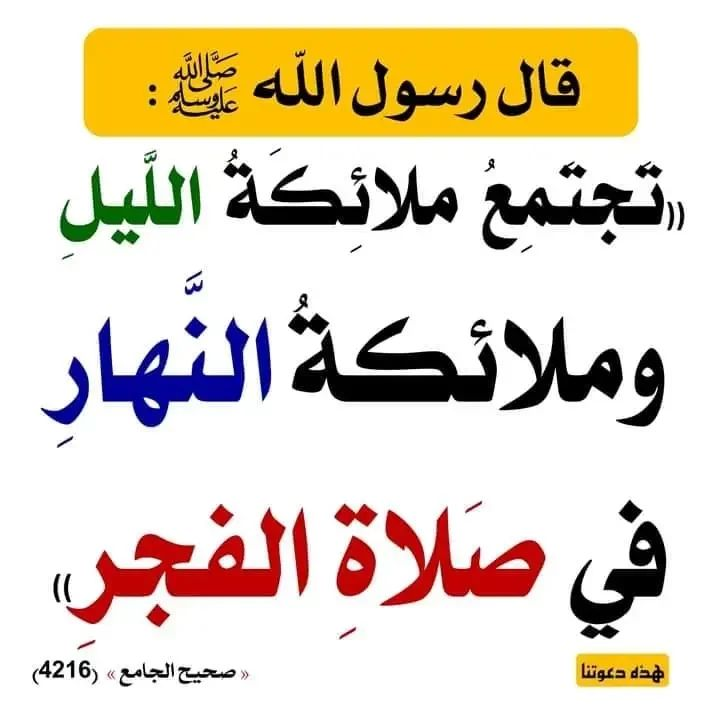 قال رسول الله ﷺ :
((تَجتَمِعُ ملائِكَةُ اللَّيلِ
وملائكةُ النَّهارِ
في صَلاةِ الفجرِ))
هذه دعوتنا
« صحيح الجامع » (4216)